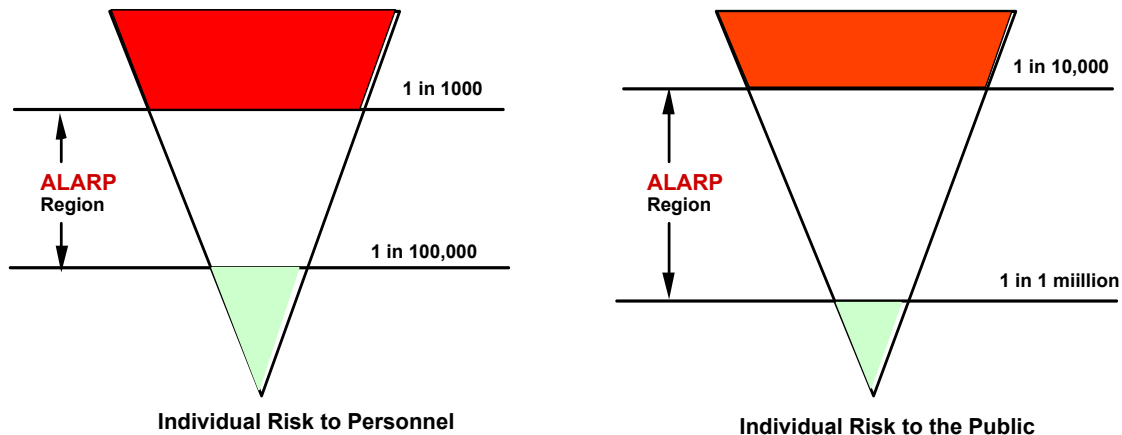 1 in 1000
ALARP
Region
1 in 100,000
Individual Risk to Personnel
1 in 10,000
ALARP
Region
1 in 1 miillion
Individual Risk to the Public